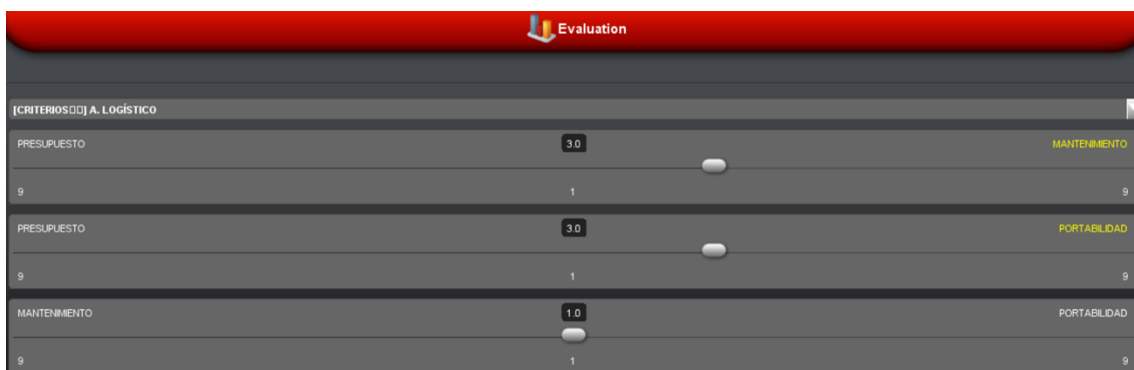 Evaluation
[CRITERIOS□□] A. LOGÍSTICO
PRESUPUESTO 3.0 MANTENIMIENTO
9 1 9
PRESUPUESTO 3.0 PORTABILIDAD
9 1 9
MANTENIMIENTO 1.0 PORTABILIDAD
9 1 9